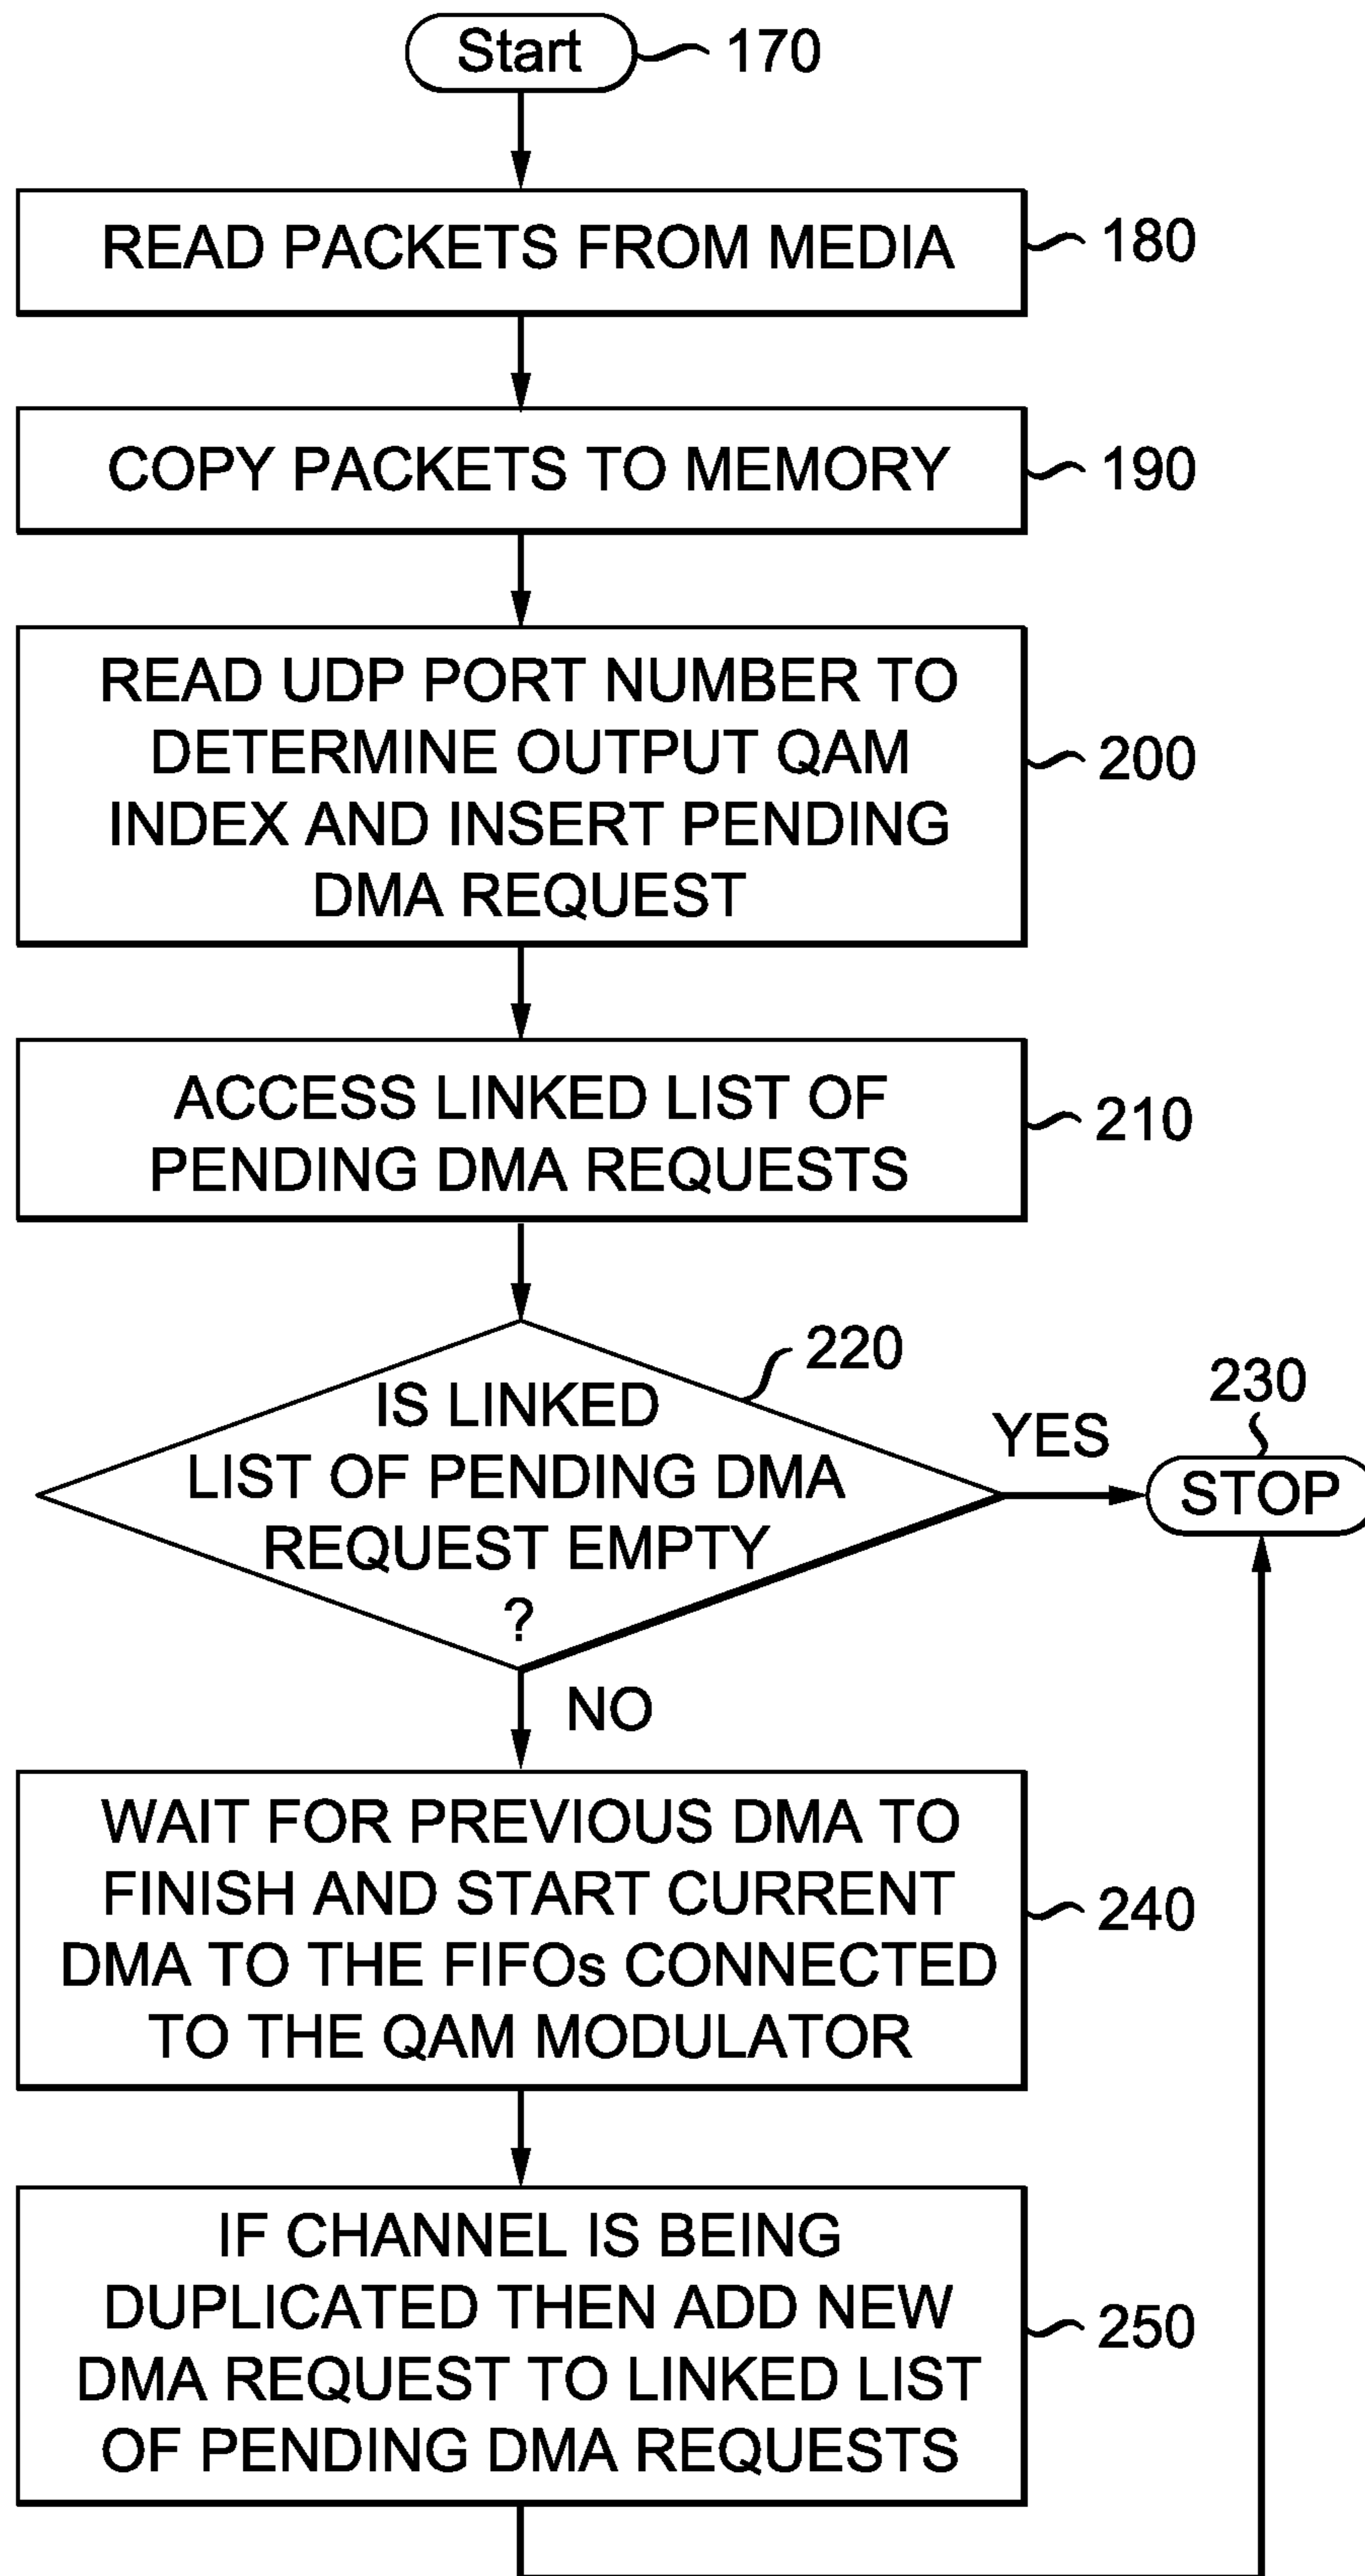 Start
170
READ PACKETS FROM MEDIA
180
COPY PACKETS TO MEMORY
190
READ UDP PORT NUMBER TO
DETERMINE OUTPUT QAM
INDEX AND INSERT PENDING
DMA REQUEST
200
ACCESS LINKED LIST OF
PENDING DMA REQUESTS
210
IS LINKED
LIST OF PENDING DMA
REQUEST EMPTY
?
220
YES
230
STOP
NO
WAIT FOR PREVIOUS DMA TO
FINISH AND START CURRENT
DMA TO THE FIFOs CONNECTED
TO THE QAM MODULATOR
240
IF CHANNEL IS BEING
DUPLICATED THEN ADD NEW
DMA REQUEST TO LINKED LIST
OF PENDING DMA REQUESTS
250